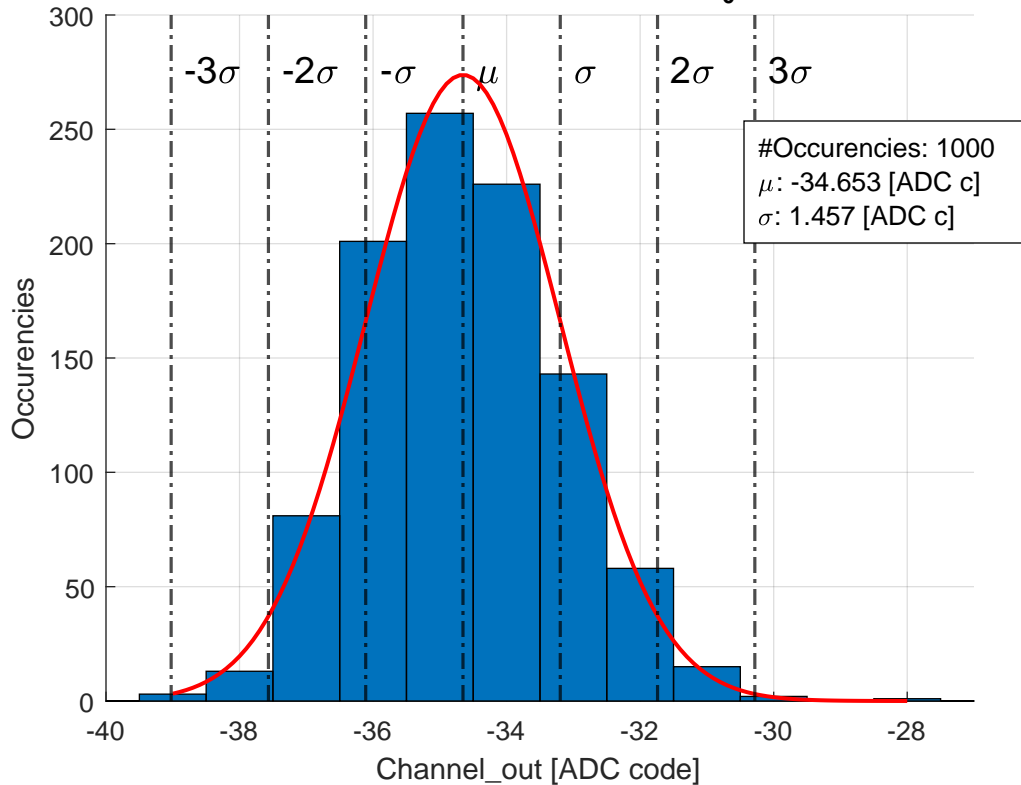 300
250
200
150
100
50
0
-3σ -2σ -σ μ σ 2σ 3σ
#Occurencies: 1000
μ: -34.653 [ADC c]
σ: 1.457 [ADC c]
Occurencies
-40 -38 -36 -34 -32 -30 -28
Channel_out [ADC code]